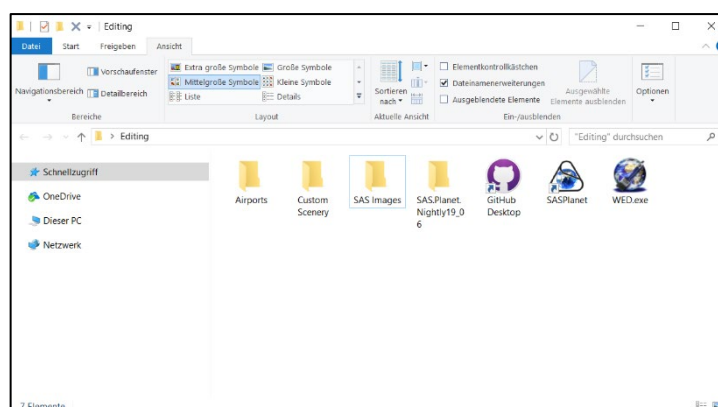 Editing
Datei Start Freigeben Ansicht
Navigationsbereich
Vorschaufenster
Detailbereich
Bereiche
Extra große Symbole Große Symbole
Mittelgroße Symbole Kleine Symbole
Liste Details
Layout
Sortieren
nach
Aktuelle Ansicht
Elementkontrollkästchen
Dateinamenerweiterungen
Ausgeblendete Elemente
Ausgewählte
Elemente ausblenden
Ein-/ausblenden
Optionen
Editing
"Editing" durchsuchen
Schnellzugriff
OneDrive
Dieser PC
Netzwerk
Airports
Custom
Scenery
SAS Images
SAS.Planet.
Nightly19_0
6
GitHub
Desktop
SASPlanet
WED.exe
7 Elemente